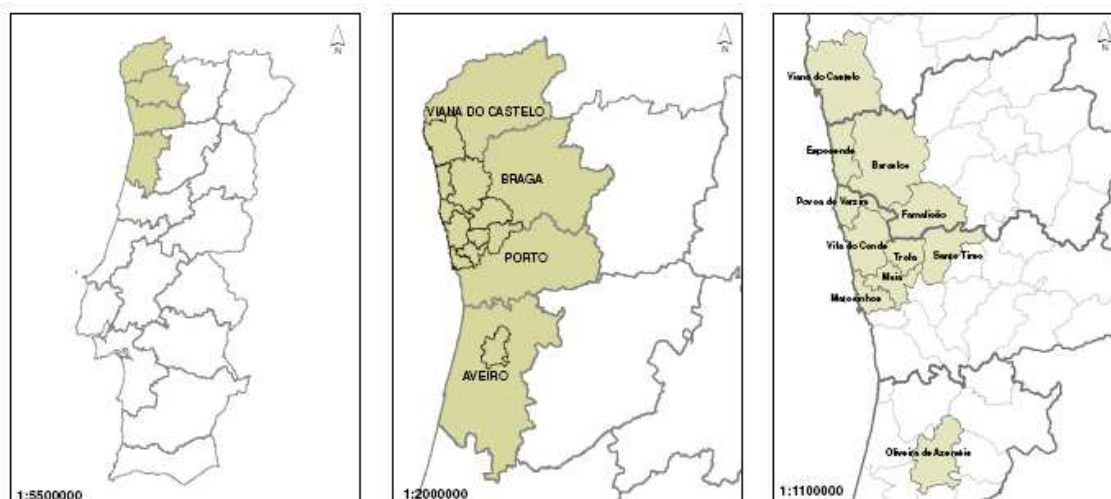 N
1:5500000
N
VIANA DO CASTELO
BRAGA
PORTO
AVEIRO
1:2000000
N
Viana do Castelo
Esposende
Barcelos
Povoa de Varzim
Famalicão
Vila do Conde
Trofa
Santo Tirso
Maia
Matosinhos
Oliveira de Azemeis
1:1100000